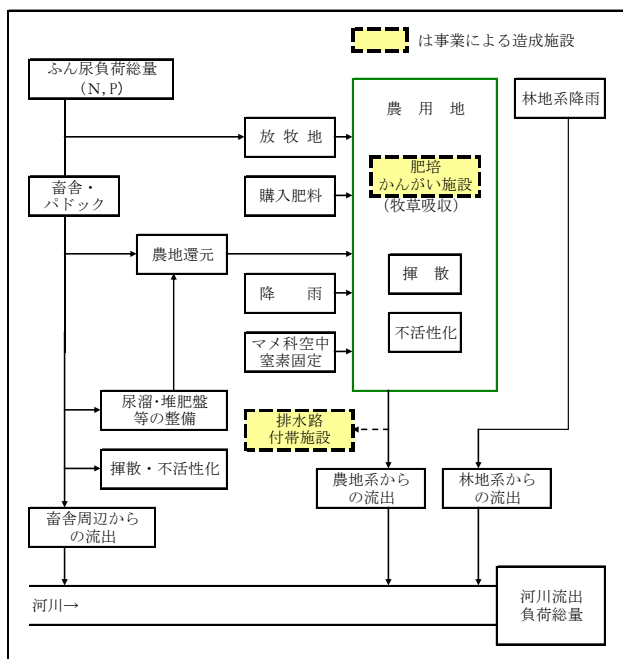 は事業による造成施設
ふん尿負荷総量
(N,P)
農 用 地
林地系降雨
放 牧 地
肥培
かんがい施設
(牧草吸収)
畜舎・
パドック
購入肥料
農地還元
揮 散
降 雨
不活性化
マメ科空中
窒素固定
尿溜・堆肥盤
等の整備
排水路
付帯施設
揮散・不活性化
農地系から
の流出
林地系から
の流出
畜舎周辺から
の流出
河川→
河川流出
負荷総量